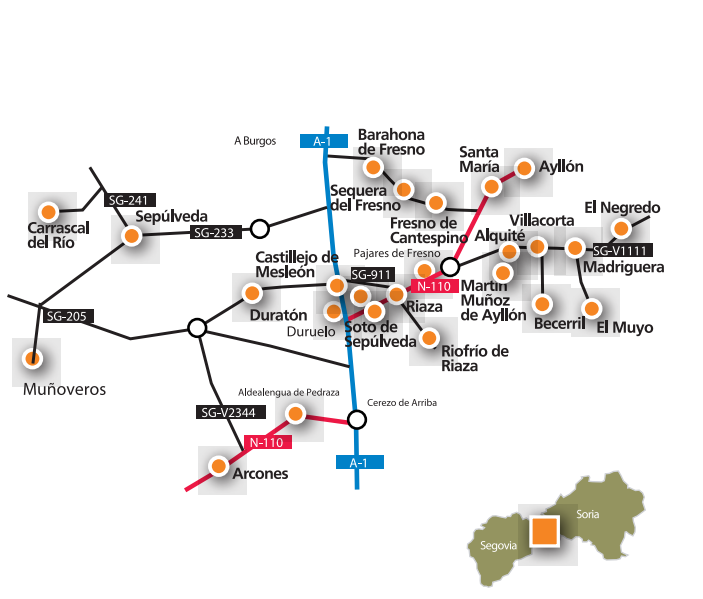 A Burgos
A-1
Barahona
de Fresno
Santa
María
Ayllón
SG-241
Sequera
del Fresno
El Negredo
Carrascal
del Río
Sepúlveda
SG-233
Fresno de
Cantespino
Villacorta
Alquité
SG-V1111
Madriguera
Castillejo de
Mesleón
Pajares de Fresno
SG-911
N-110
Martín
Muñoz
de Ayllón
SG-205
Duratón
Duruelo
Soto de
Sepúlveda
Riaza
Becerril
El Muyo
Riofrío de
Riaza
Muñoveros
Aldealengua de Pedraza
Cerezo de Arriba
SG-V2344
N-110
A-1
Arcones
Soria
Segovia